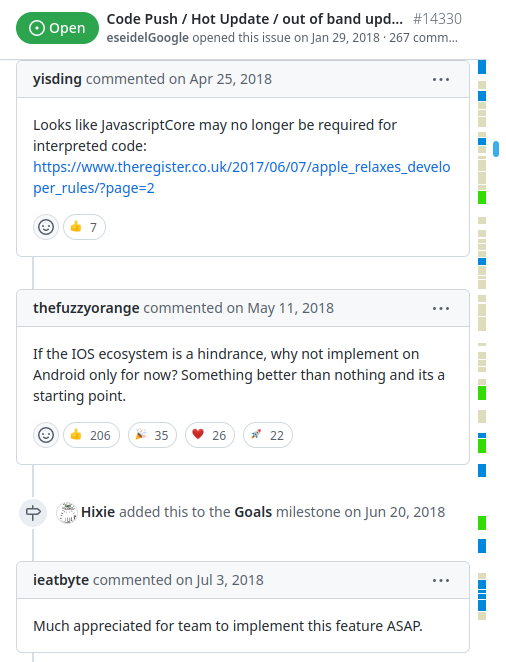 Open
Code Push / Hot Update / out of band upd... #14330
eseidelGoogle opened this issue on Jan 29, 2018 · 267 comm...
yisding commented on Apr 25, 2018
Looks like JavascriptCore may no longer be required for
interpreted code:
https://www.theregister.co.uk/2017/06/07/apple_relaxes_develo
per_rules/?page=2
7
thefuzzyorange commented on May 11, 2018
If the IOS ecosystem is a hindrance, why not implement on
Android only for now? Something better than nothing and its a
starting point.
206 35 26 22
Hixie added this to the Goals milestone on Jun 20, 2018
ieatbyte commented on Jul 3, 2018
Much appreciated for team to implement this feature ASAP.